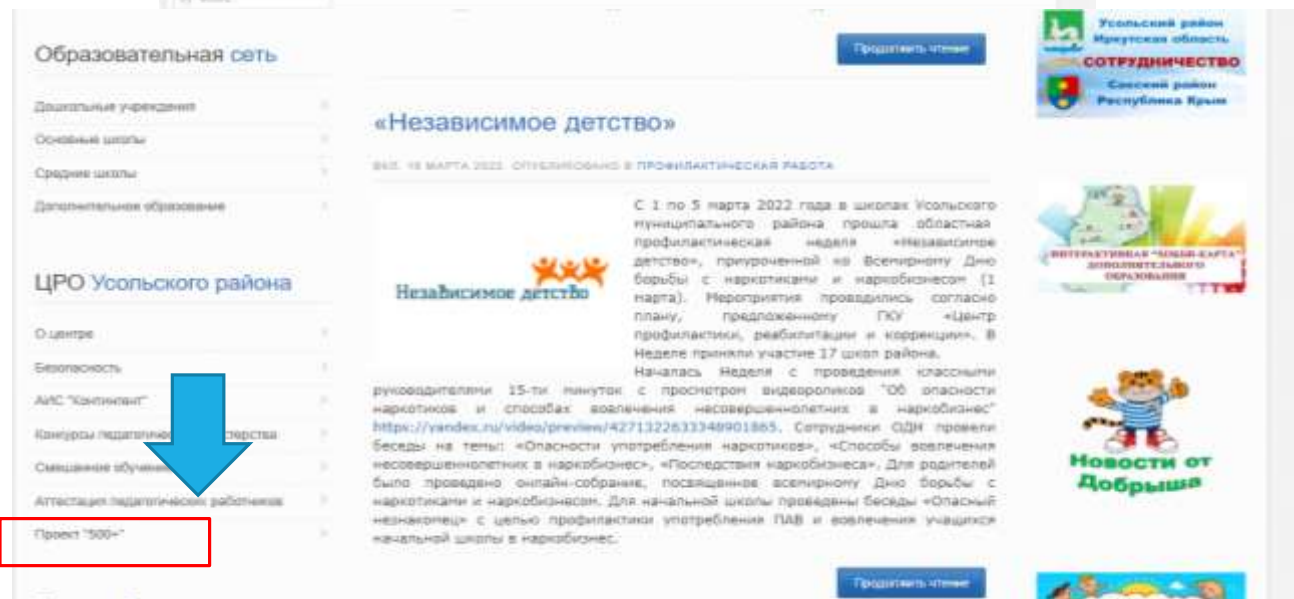 Образовательная сеть
Дошкольные учреждения
Основные школы
Средние школы
Дополнительное образование
ЦРО Усольского района
О центре
Безопасность
АИС "Контингент"
Конкурсы
Смешанное
Аттестация педагогических работников
Проект "500+"
Продолжить чтение
«Независимое детство»
ВКЛ. 18 МАРТА 2022. ОПУБЛИКОВАНО В ПРОФИЛАКТИЧЕСКАЯ РАБОТА
Независимое детство
С 1 по 5 марта 2022 года в школах Усольского
муниципального района прошла областная
профилактическая неделя «Независимое
детство», приуроченной ко Всемирному Дню
борьбы с наркотиками и наркобизнесом (1
марта). Мероприятия проводились согласно
плану, предложенному ГКУ «Центр
профилактики, реабилитации и коррекции». В
Неделе приняли участие 17 школ района.
Началась Неделя с проведения классными
руководителями 15-ти минуток с просмотром видеороликов "Об опасности
наркотиков и способах вовлечения несовершеннолетних в наркобизнес"
https://yandex.ru/video/preview/4271322633348901865. Сотрудники ОДН провели
беседы на темы: «Опасности употребления наркотиков», «Способы вовлечения
несовершеннолетних в наркобизнес», «Последствия наркобизнеса». Для родителей
было проведено онлайн-собрание, посвященное всемирному Дню борьбы с
наркотиками и наркобизнесом. Для начальной школы проведены беседы «Опасный
незнакомец» с целью профилактики употребления ПАВ и вовлечения учащихся
начальной школы в наркобизнес.
Продолжить чтение
Усольский район
Иркутская область
СОТРУДНИЧЕСТВО
Сакский район
Республика Крым
ИНТЕРАКТИВНАЯ
ДОПОЛНИТЕЛЬНОГО
ОБРАЗОВАНИЯ
Новости от
Добрыша